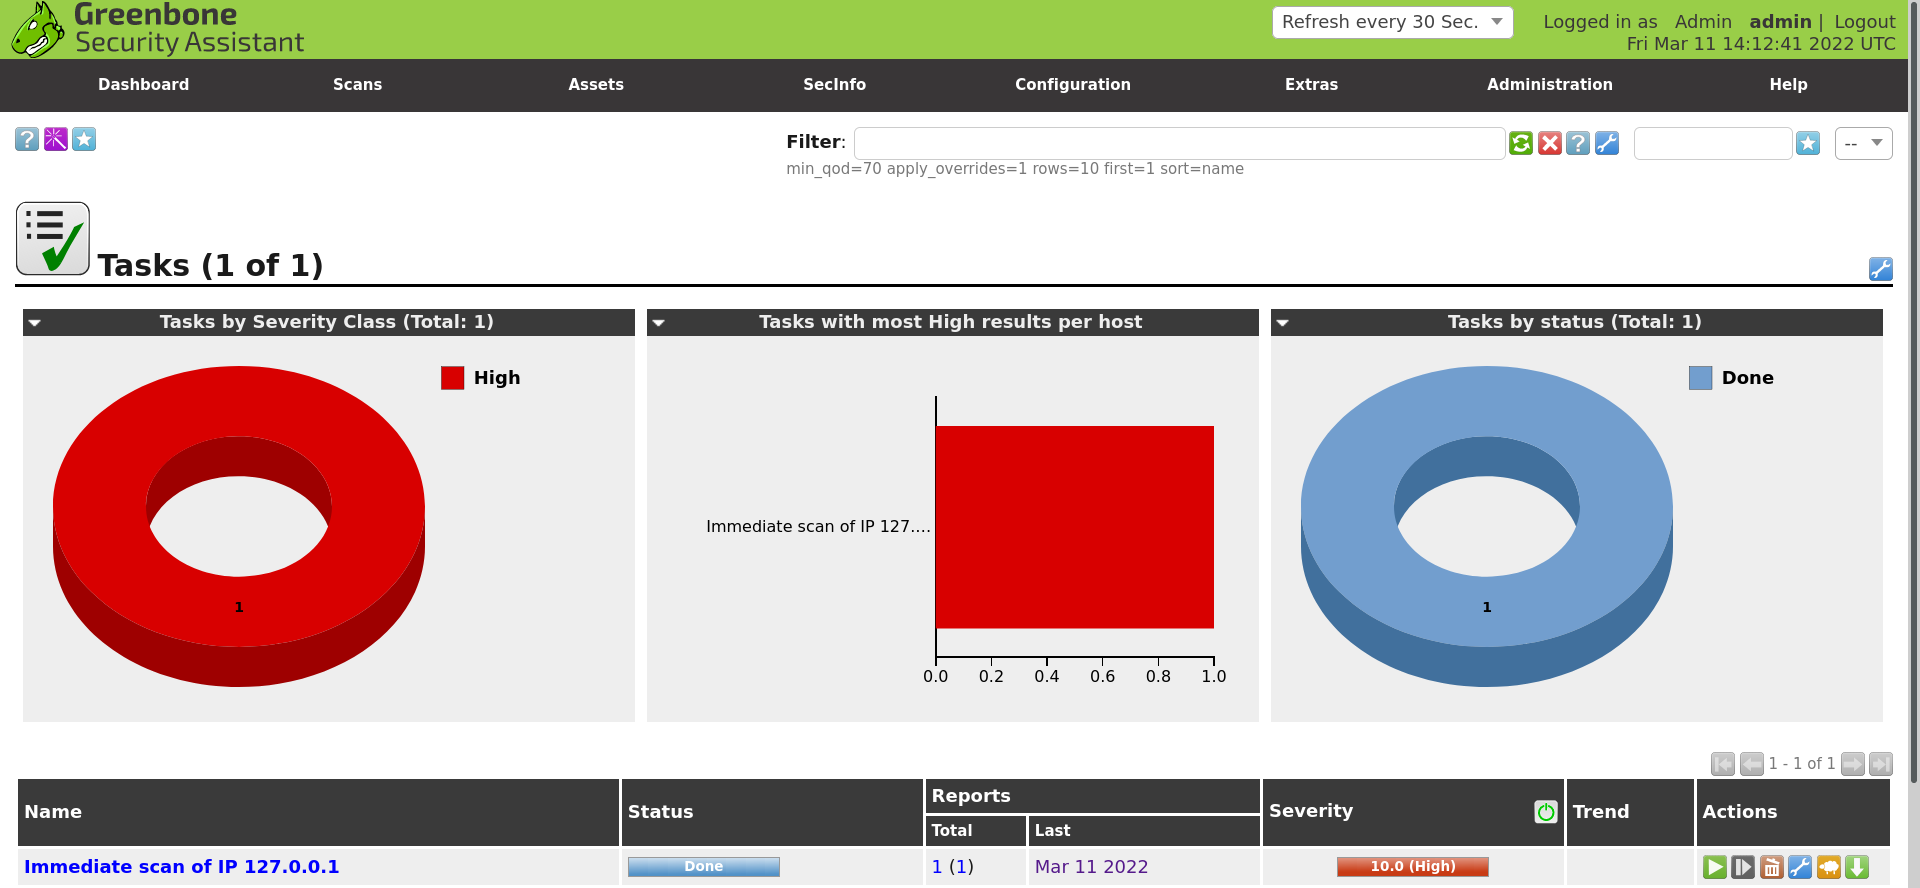 Greenbone
Security Assistant
Refresh every 30 Sec.
Logged in as Admin admin | Logout
Fri Mar 11 14:12:41 2022 UTC
Dashboard Scans Assets SecInfo Configuration Extras Administration Help
Filter:
--
min_qod=70 apply_overrides=1 rows=10 first=1 sort=name
Tasks (1 of 1)
Tasks by Severity Class (Total: 1)
High
1
Tasks with most High results per host
Immediate scan of IP 127....
0.0 0.2 0.4 0.6 0.8 1.0
Tasks by status (Total: 1)
Done
1
1 - 1 of 1
Name Status Reports Severity Trend Actions
Total Last
Immediate scan of IP 127.0.0.1 Done 1 (1) Mar 11 2022 10.0 (High)